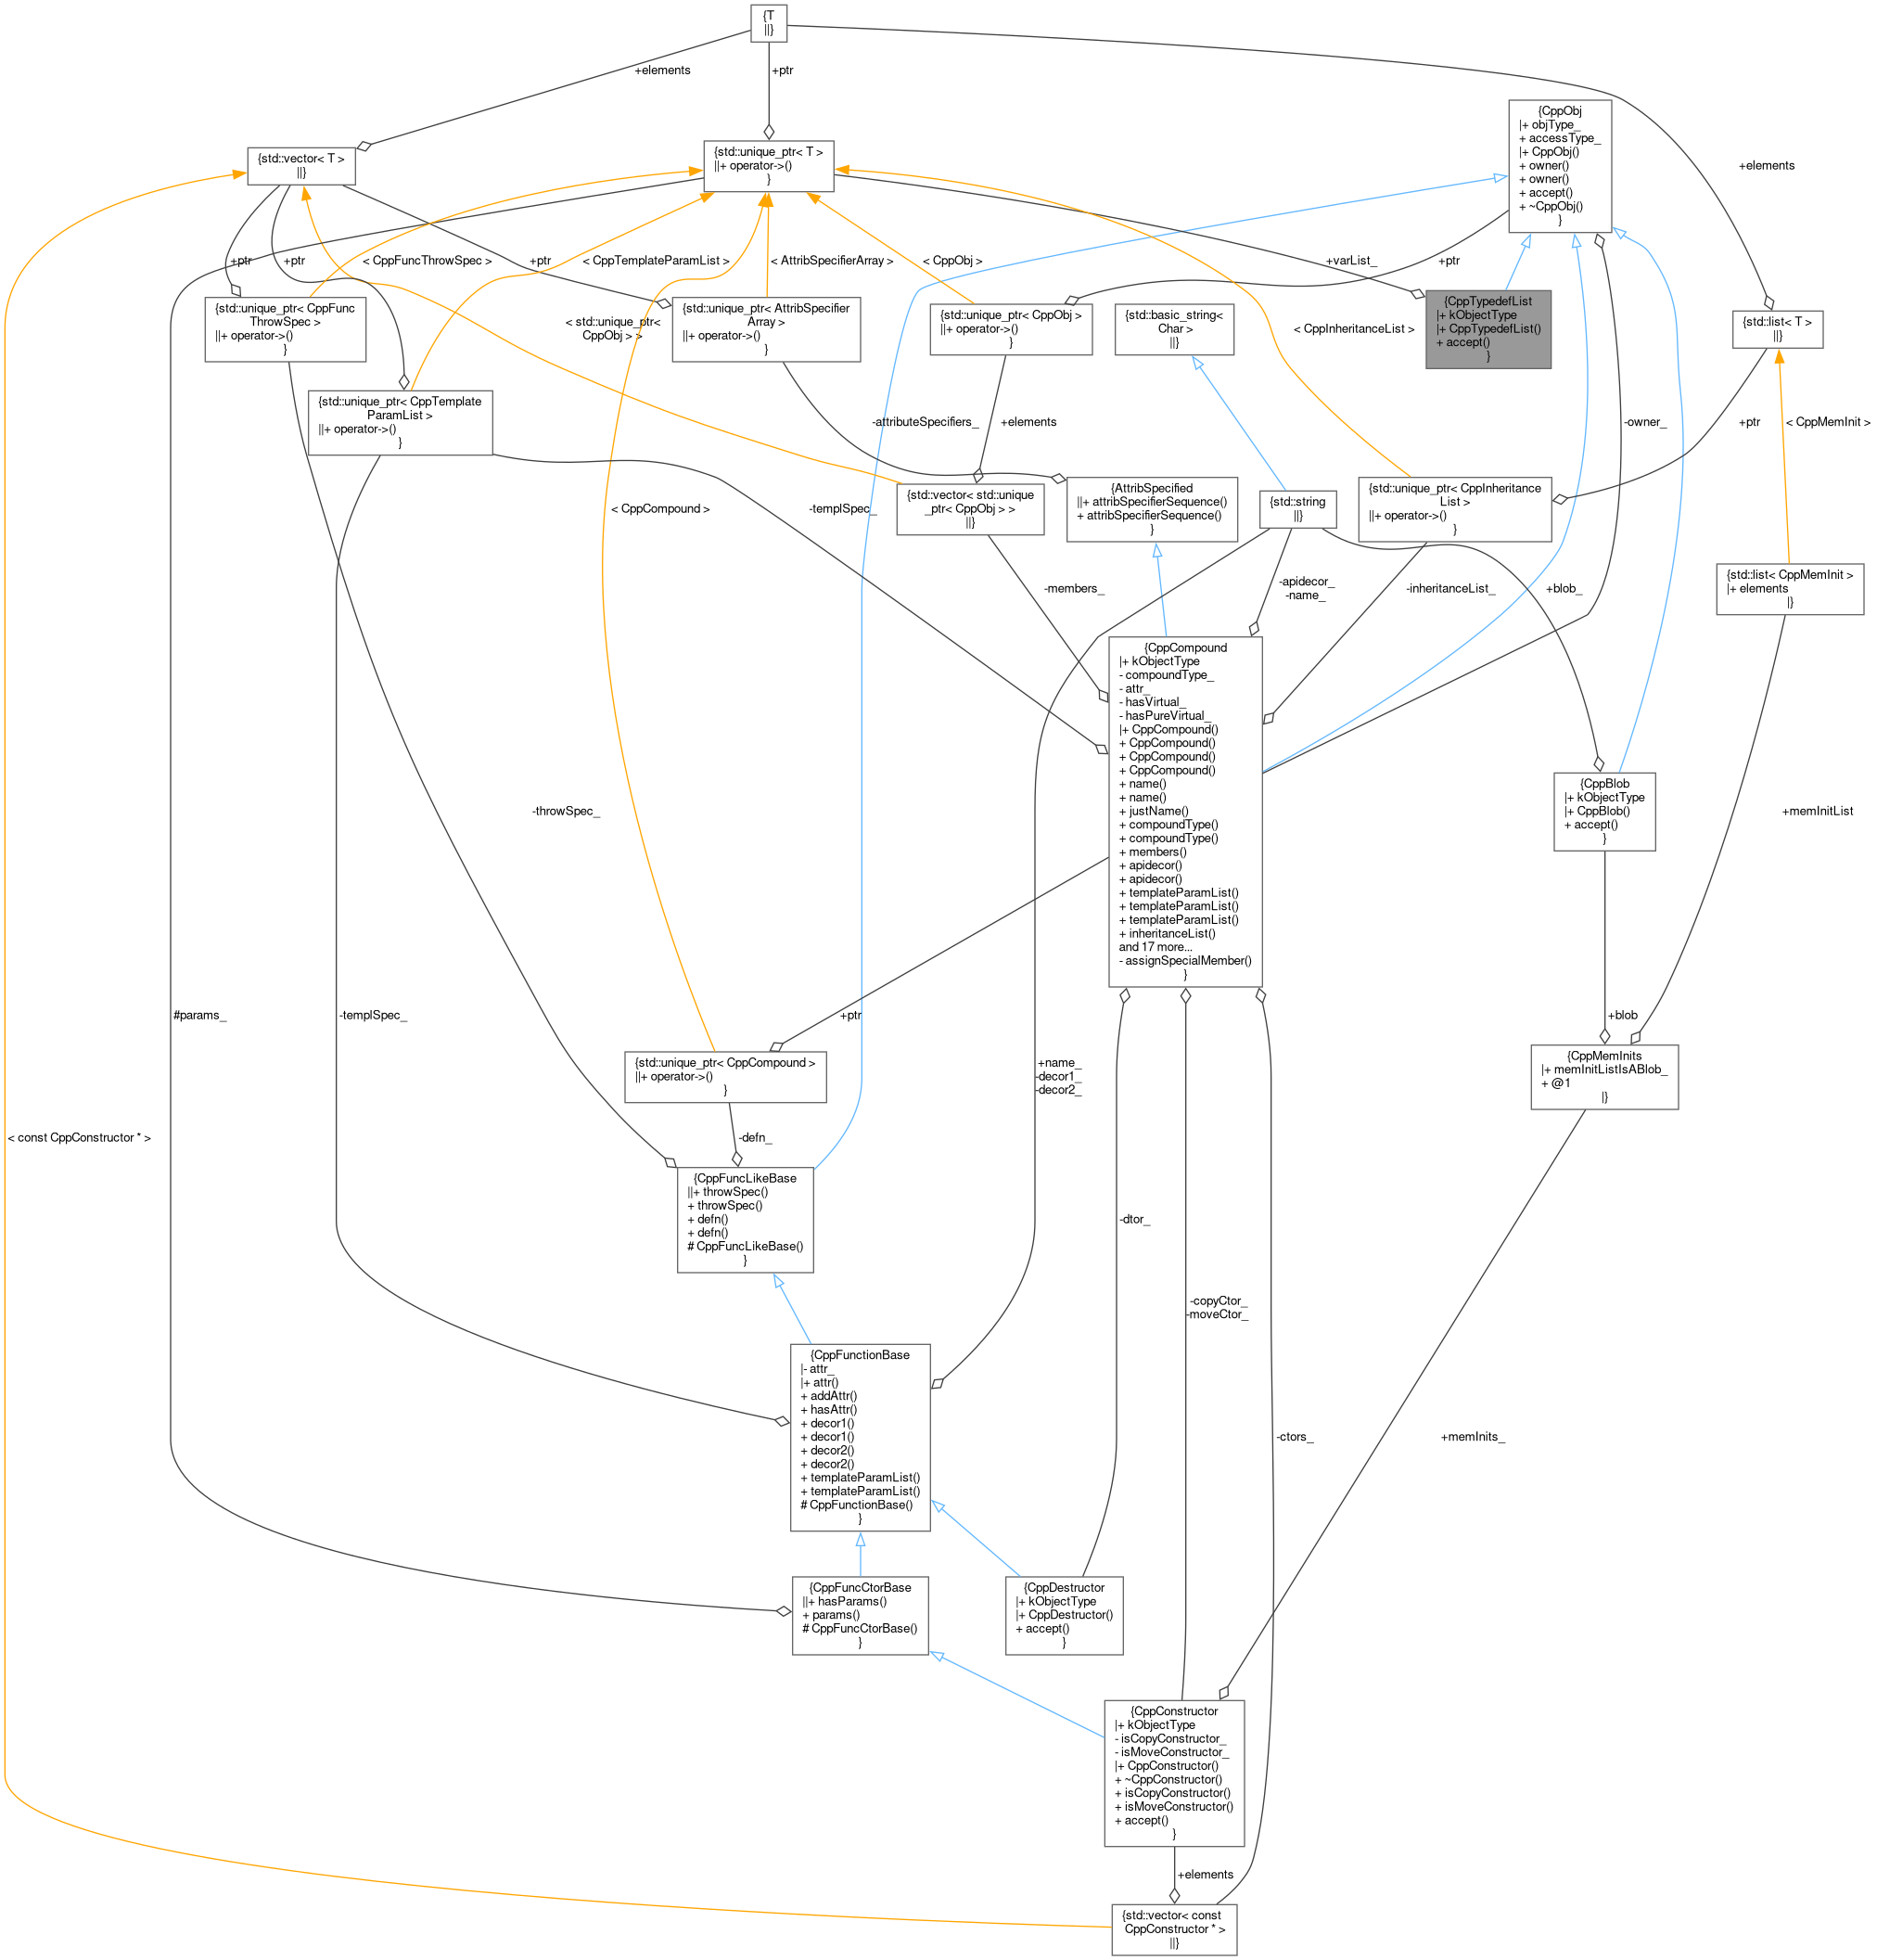 {T
||}
+elements
+ptr
{CppObj
|+ objType_
+ accessType_
|+ CppObj()
+ owner()
+ owner()
+ accept()
+ ~CppObj()
}
{std::vector< T >
||}
{std::unique_ptr< T >
||+ operator->()
}
+elements
+ptr
< CppFuncThrowSpec >
+ptr
< CppTemplateParamList >
+ptr
< AttribSpecifierArray >
< CppObj >
+varList_
+ptr
{CppTypedefList
|+ kObjectType
|+ CppTypedefList()
+ accept()
}
{std::unique_ptr< CppFunc
ThrowSpec >
||+ operator->()
}
< std::unique_ptr<
CppObj > >
{std::unique_ptr< AttribSpecifier
Array >
||+ operator->()
}
{std::unique_ptr< CppObj >
||+ operator->()
}
{std::basic_string<
Char >
||}
< CppInheritanceList >
{std::list< T >
||}
{std::unique_ptr< CppTemplate
ParamList >
||+ operator->()
}
-attributeSpecifiers_
+elements
-owner_
+ptr
< CppMemInit >
< CppCompound >
-templSpec_
{std::vector< std::unique
_ptr< CppObj > >
||}
{AttribSpecified
||+ attribSpecifierSequence()
+ attribSpecifierSequence()
}
{std::string
||}
{std::unique_ptr< CppInheritance
List >
||+ operator->()
}
-members_
-apidecor_
-name_
-inheritanceList_
+blob_
{std::list< CppMemInit >
|+ elements
|}
{CppCompound
|+ kObjectType
- compoundType_
- attr_
- hasVirtual_
- hasPureVirtual_
|+ CppCompound()
+ CppCompound()
+ CppCompound()
+ CppCompound()
+ name()
+ name()
+ justName()
+ compoundType()
+ compoundType()
+ members()
+ apidecor()
+ apidecor()
+ templateParamList()
+ templateParamList()
+ templateParamList()
+ inheritanceList()
and 17 more...
- assignSpecialMember()
}
-throwSpec_
{CppBlob
|+ kObjectType
|+ CppBlob()
+ accept()
}
+memInitList
#params_
-templSpec_
+ptr
+blob
{std::unique_ptr< CppCompound >
||+ operator->()
}
+name_
-decor1_
-decor2_
{CppMemInits
|+ memInitListIsABlob_
+ @1
|}
< const CppConstructor * >
-defn_
{CppFuncLikeBase
||+ throwSpec()
+ throwSpec()
+ defn()
+ defn()
# CppFuncLikeBase()
}
-dtor_
-copyCtor_
-moveCtor_
{CppFunctionBase
|- attr_
|+ attr()
+ addAttr()
+ hasAttr()
+ decor1()
+ decor1()
+ decor2()
+ decor2()
+ templateParamList()
+ templateParamList()
# CppFunctionBase()
}
-ctors_
+memInits_
{CppFuncCtorBase
||+ hasParams()
+ params()
# CppFuncCtorBase()
}
{CppDestructor
|+ kObjectType
|+ CppDestructor()
+ accept()
}
{CppConstructor
|+ kObjectType
- isCopyConstructor_
- isMoveConstructor_
|+ CppConstructor()
+ ~CppConstructor()
+ isCopyConstructor()
+ isMoveConstructor()
+ accept()
}
+elements
{std::vector< const
CppConstructor * >
||}